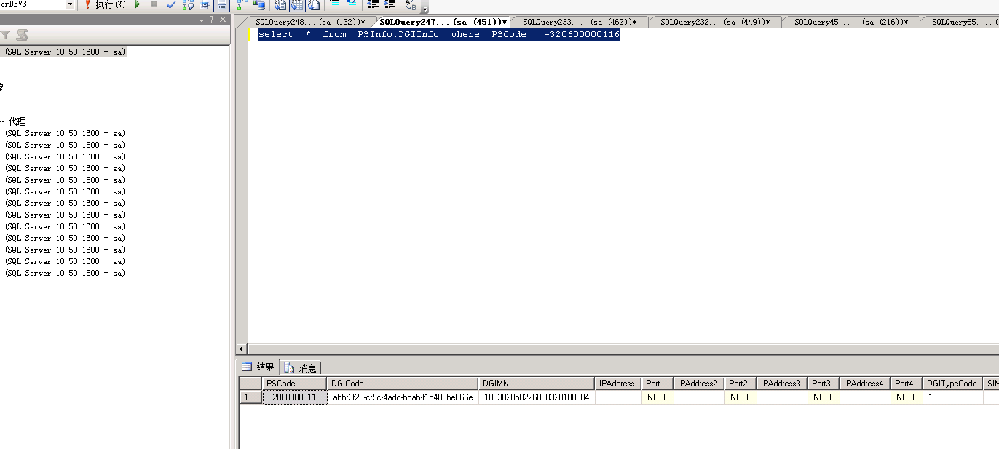 orDBV3 执行(X)
SQLQuery248... (sa (132))* SQLQuery247... (sa (451))* SQLQuery233... (sa (462))* SQLQuery232... (sa (449))* SQLQuery45.... (sa (216))* SQLQuery85....
select * from PSInfo.DGIInfo where PSCode =320600000116
(SQL Server 10.50.1600 - sa)
象
r 代理
(SQL Server 10.50.1600 - sa)
(SQL Server 10.50.1600 - sa)
(SQL Server 10.50.1600 - sa)
(SQL Server 10.50.1600 - sa)
(SQL Server 10.50.1600 - sa)
(SQL Server 10.50.1600 - sa)
(SQL Server 10.50.1600 - sa)
(SQL Server 10.50.1600 - sa)
(SQL Server 10.50.1600 - sa)
(SQL Server 10.50.1600 - sa)
(SQL Server 10.50.1600 - sa)
(SQL Server 10.50.1600 - sa)
(SQL Server 10.50.1600 - sa)
结果 消息
PSCode DGICode DGIMN IPAddress Port IPAddress2 Port2 IPAddress3 Port3 IPAddress4 Port4 DGITypeCode SIM
1 320600000116 abbf3f29-cf9c-4add-b5ab-f1c489be666e 108302858226000320100004 NULL NULL NULL NULL 1